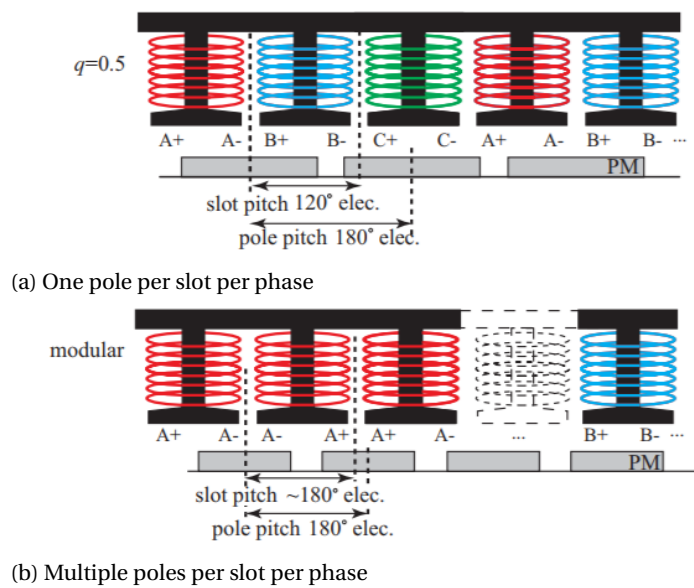 q=0.5
A+ A- B+ B- C+ C- A+ A- B+ B- ...
PM
slot pitch 120° elec.
pole pitch 180° elec.
(a) One pole per slot per phase
modular
A+ A- A- A+ A+ A- ... B+ B- ...
PM
slot pitch ~180° elec.
pole pitch 180° elec.
(b) Multiple poles per slot per phase